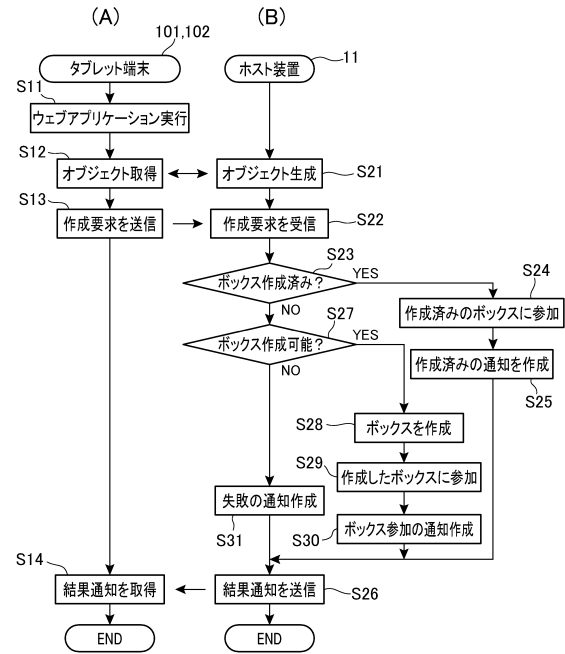 (A)
(B)
101,102
11
タブレット端末
ホスト装置
S11
ウェブアプリケーション実行
S12
オブジェクト取得
オブジェクト生成
S21
S13
作成要求を送信
作成要求を受信
S22
S23
ボックス作成済み?
YES
NO
S24
作成済みのボックスに参加
S27
ボックス作成可能?
YES
NO
作成済みの通知を作成
S25
S28
ボックスを作成
S29
作成したボックスに参加
失敗の通知作成
S31
S30
ボックス参加の通知作成
S14
結果通知を取得
結果通知を送信
S26
END
END